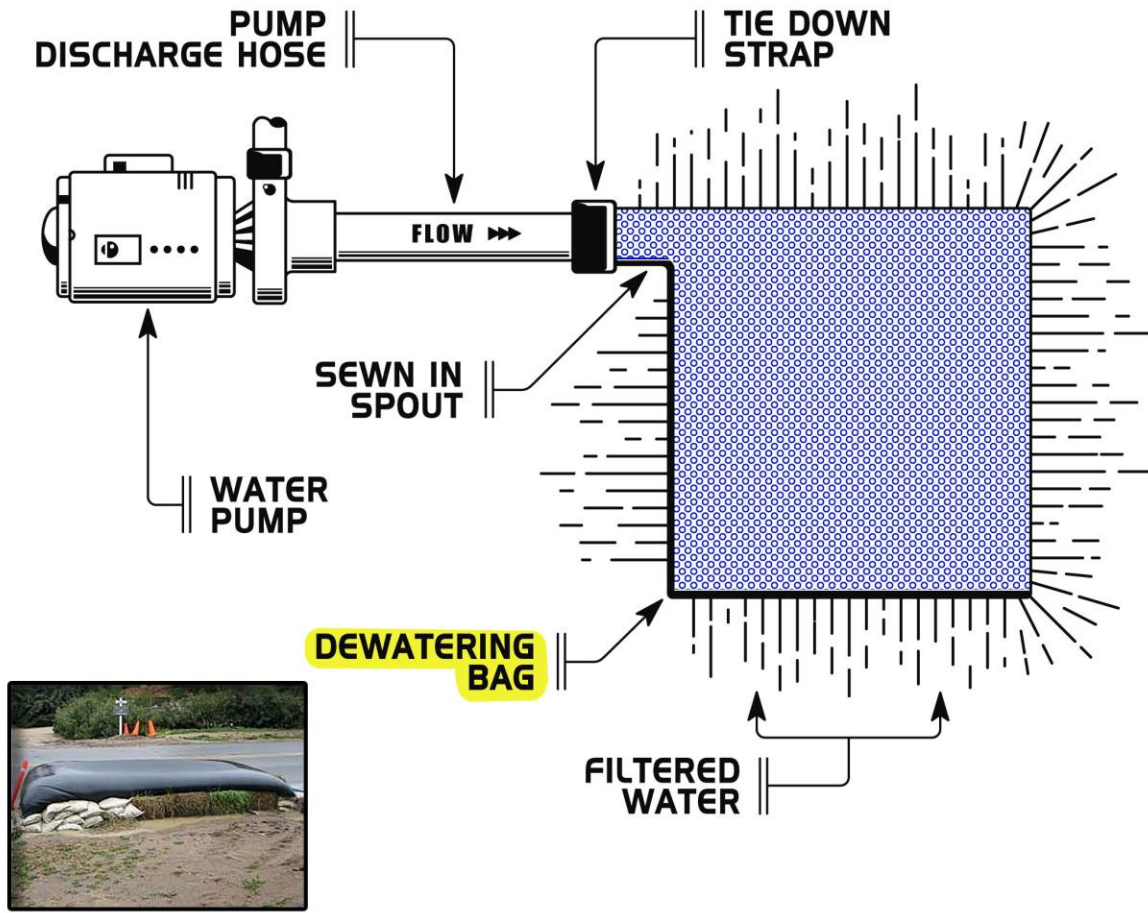 PUMP
DISCHARGE HOSE
TIE DOWN
STRAP
FLOW
SEWN IN
SPOUT
WATER
PUMP
DEWATERING
BAG
FILTERED
WATER